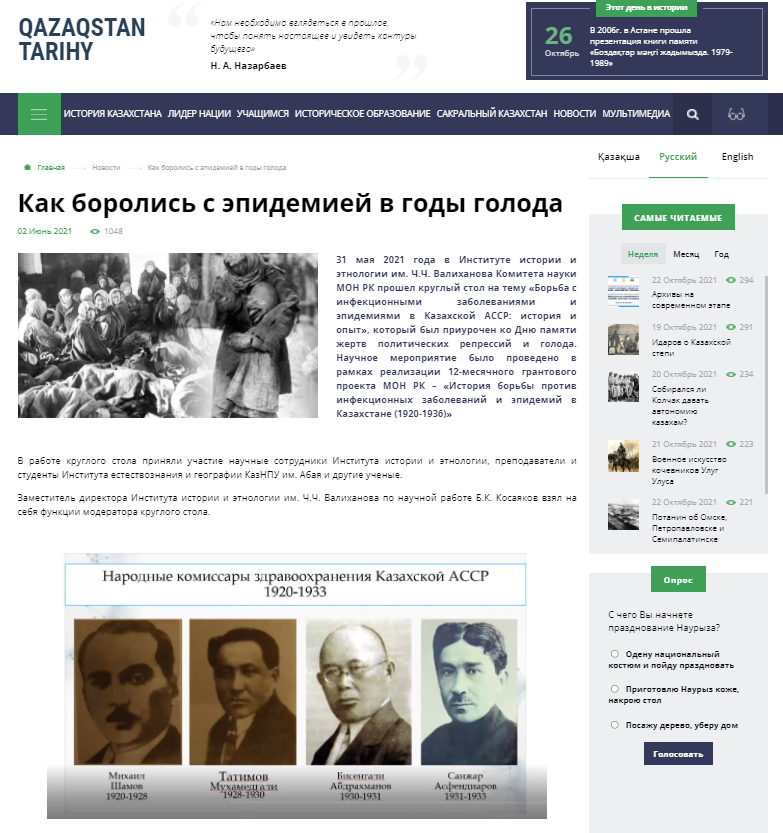 QAZAQSTAN
TARIHY
«Нам необходимо вглядеться в прошлое,
чтобы понять настоящее и увидеть контуры
будущего»
Н. А. Назарбаев
Этот день в истории
26
Октябрь
В 2006г. в Астане прошла
презентация книги памяти
«Боздақтар мәңгі жадымызда. 1979-
1989»
ИСТОРИЯ КАЗАХСТАНА ЛИДЕР НАЦИИ УЧАЩИМСЯ ИСТОРИЧЕСКОЕ ОБРАЗОВАНИЕ САКРАЛЬНЫЙ КАЗАХСТАН НОВОСТИ МУЛЬТИМЕДИА
Қазақша Русский English
Главная Новости Как боролись с эпидемией в годы голода
Как боролись с эпидемией в годы голода
02 Июнь 2021 1048
31 мая 2021 года в Институте истории и
этнологии им. Ч.Ч. Валиханова Комитета науки
МОН РК прошел круглый стол на тему «Борьба с
инфекционными заболеваниями и
эпидемиями в Казахской АССР: история и
опыт», который был приурочен ко Дню памяти
жертв политических репрессий и голода.
Научное мероприятие было проведено в
рамках реализации 12-месячного грантового
проекта МОН РК – «История борьбы против
инфекционных заболеваний и эпидемий в
Казахстане (1920-1936)»
В работе круглого стола приняли участие научные сотрудники Института истории и этнологии, преподаватели и
студенты Института естествознания и географии КазНПУ им. Абая и другие ученые.
Заместитель директора Института истории и этнологии им. Ч.Ч. Валиханова по научной работе Б.К. Косаяков взял на
себя функции модератора круглого стола.
Народные комиссары здравоохранения Казахской АССР
1920-1933
Михаил
Шамов
1920-1928
Татимов
Мухамеггали
1928-1930
Бисенгали
Абдрахманов
1930-1931
Санжар
Асфендиаров
1931-1933
САМЫЕ ЧИТАЕМЫЕ
Неделя Месяц Год
22 Октябрь 2021 294
Архивы на
современном этапе
19 Октябрь 2021 291
Идаров о Казахской
степи
20 Октябрь 2021 234
Собирался ли
Колчак давать
автономию
казахам?
21 Октябрь 2021 223
Военное искусство
кочевников Улуг
Улуса
22 Октябрь 2021 221
Потанин об Омске,
Петропавловске и
Семипалатинске
Опрос
С чего Вы начнете
празднование Наурыза?
Одену национальный
костюм и пойду праздновать
Приготовлю Наурыз коже,
накрою стол
Посажу дерево, уберу дом
Голосовать